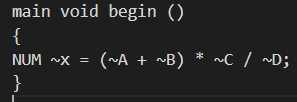 main void begin ()
{
NUM ~x = (~A + ~B) * ~C / ~D;
}